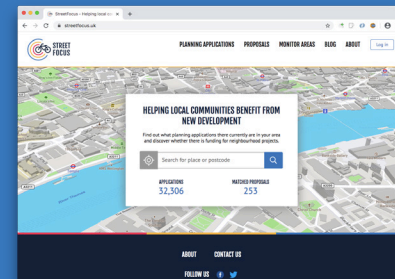 StreetFocus - Helping local
streetfocus.uk
STREET
FOCUS
PLANNING APPLICATIONS
PROPOSALS
MONITOR AREAS
BLOG
ABOUT
Log in
HELPING LOCAL COMMUNITIES BENEFIT FROM
NEW DEVELOPMENT
Find out what planning applications there currently are in your area
and discover whether there is funding for neighbourhood projects.
Search for place or postcode
APPLICATIONS
MATCHED PROPOSALS
32,306
253
ABOUT
CONTACT US
FOLLOW US